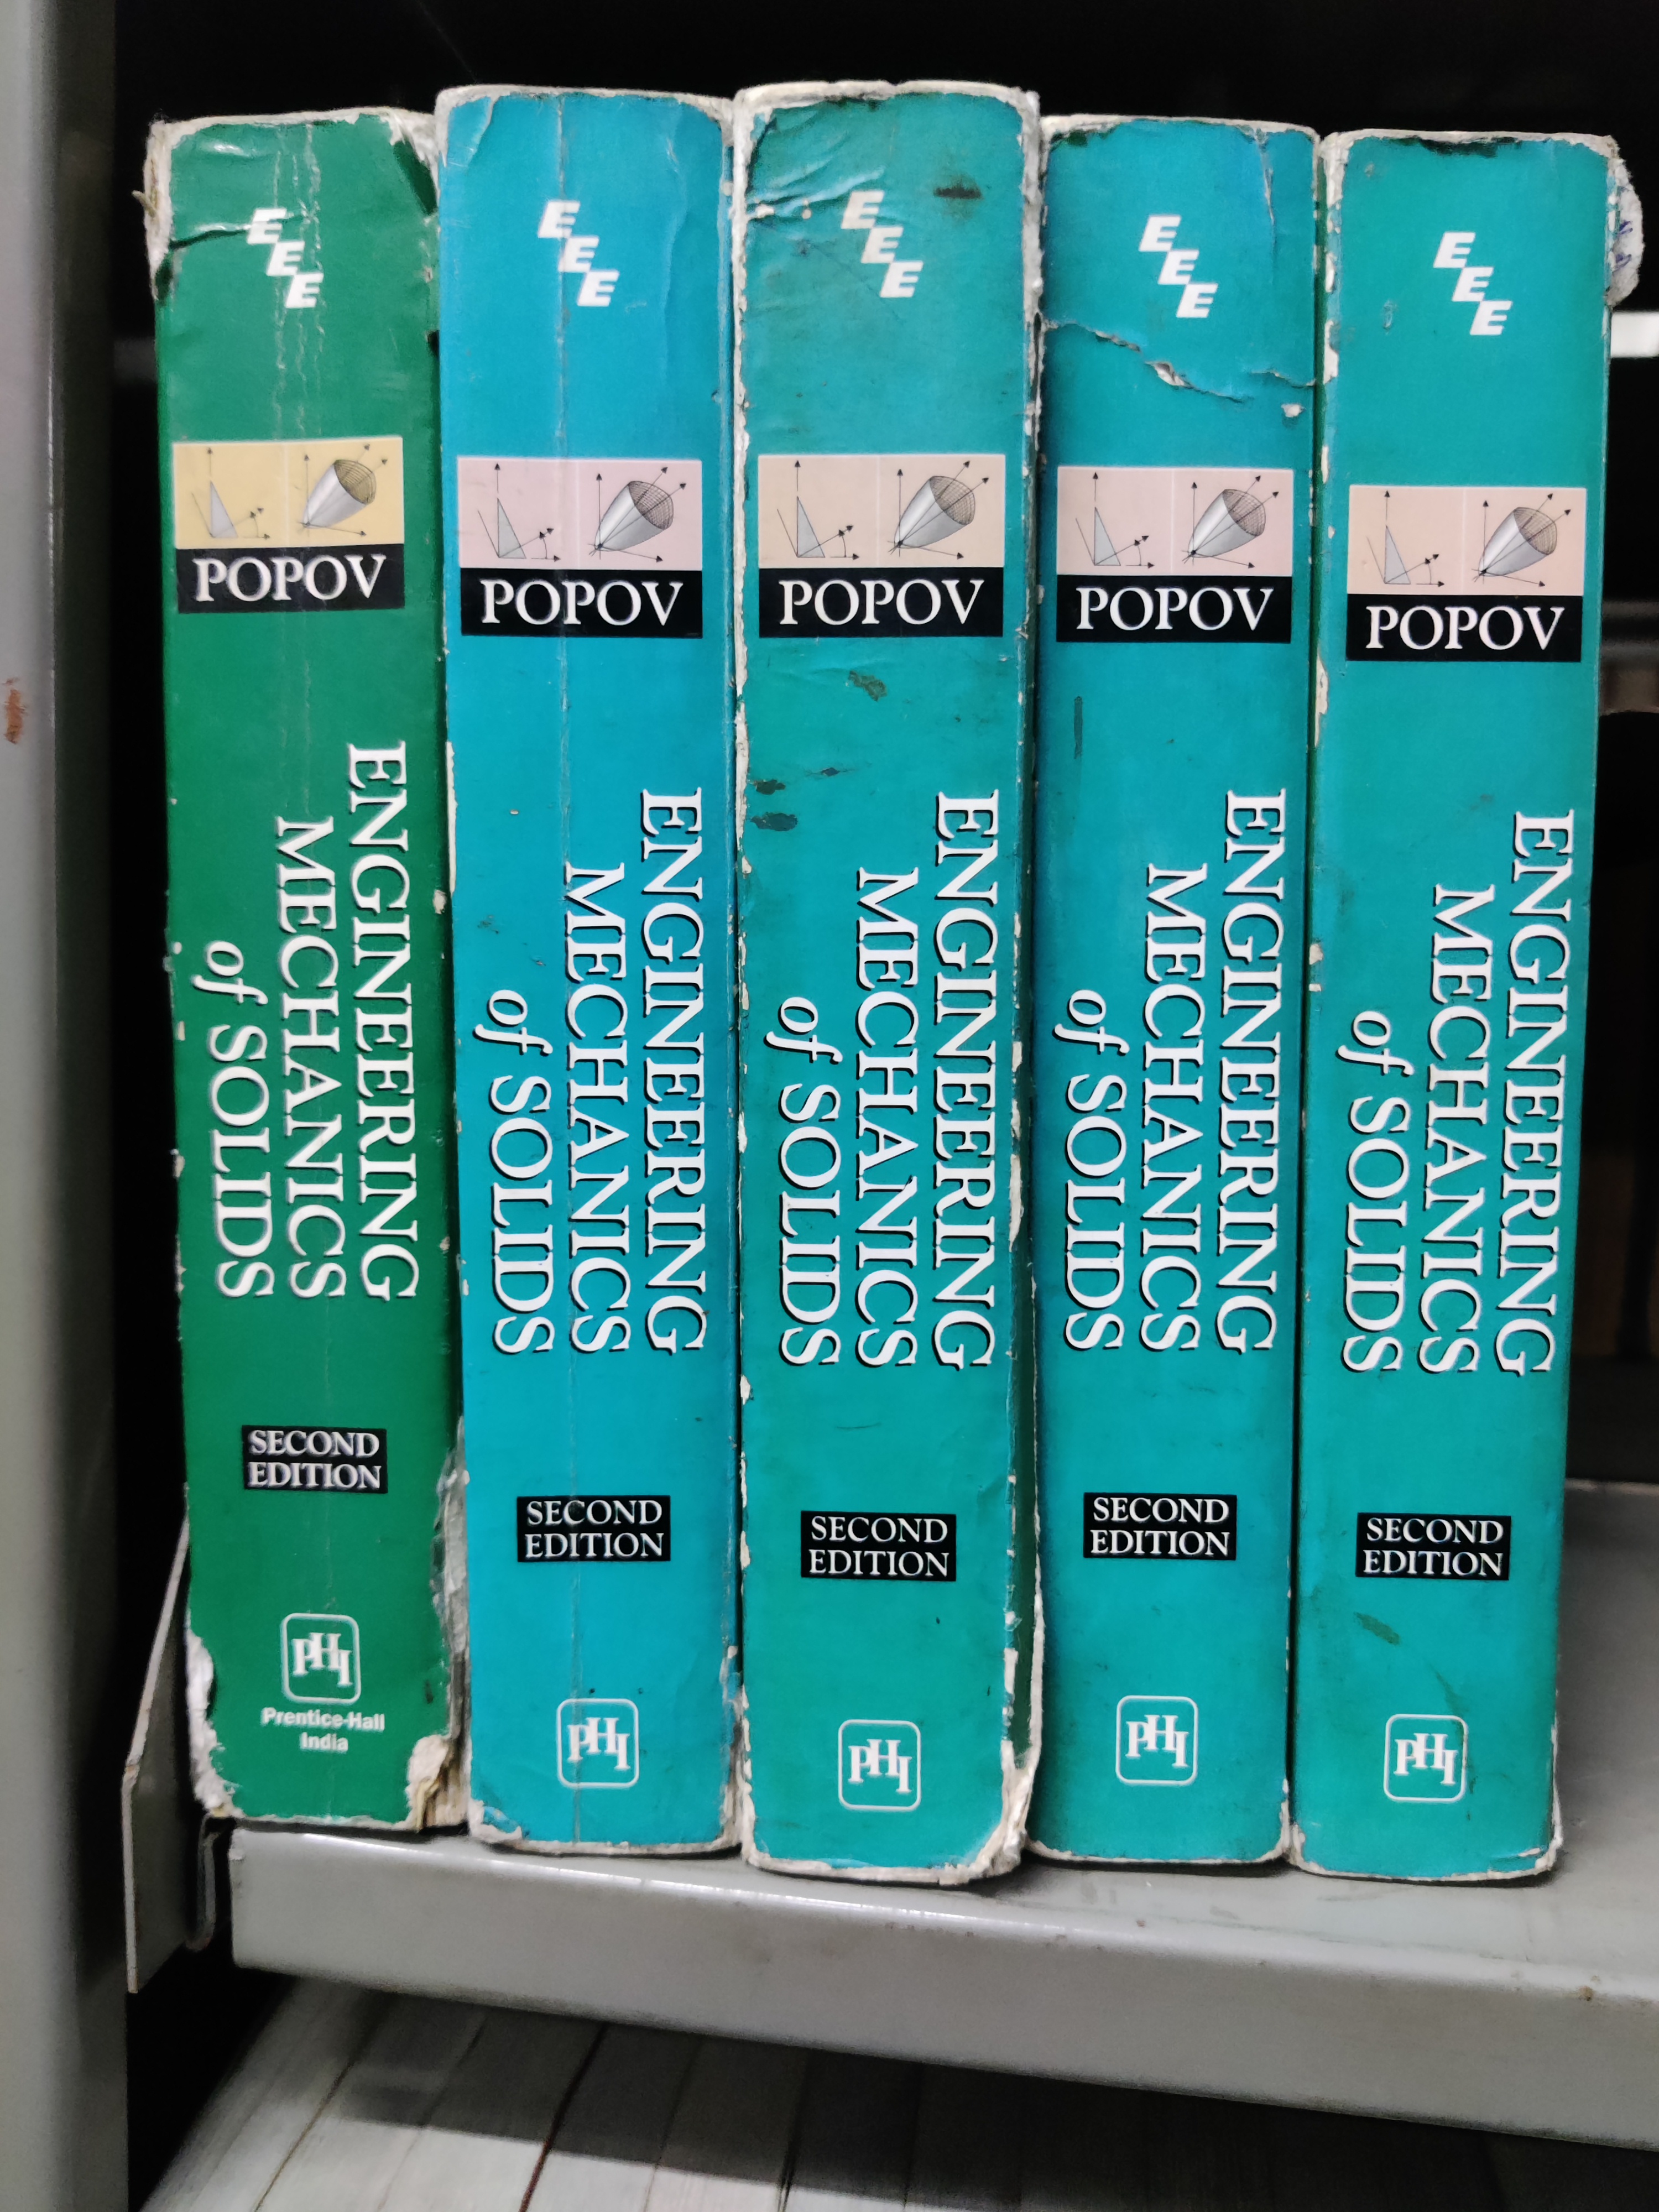 EEE
POPOV
ENGINEERING
MECHANICS
of SOLIDS
SECOND
EDITION
PHI
Prentice-Hall
India
EEE
POPOV
ENGINEERING
MECHANICS
of SOLIDS
SECOND
EDITION
PHI
EEE
POPOV
ENGINEERING
MECHANICS
of SOLIDS
SECOND
EDITION
PHI
EEE
POPOV
ENGINEERING
MECHANICS
of SOLIDS
SECOND
EDITION
PHI
EEE
POPOV
ENGINEERING
MECHANICS
of SOLIDS
SECOND
EDITION
PHI